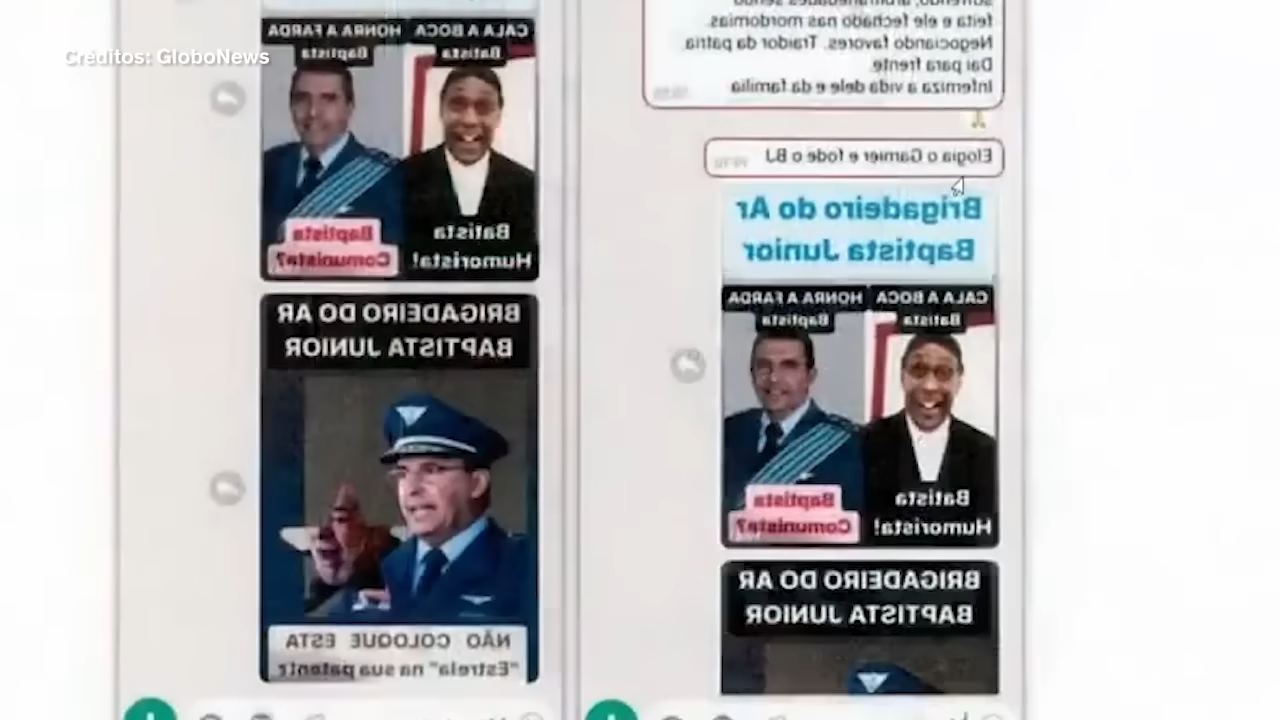 Créditos: GloboNews
CALA A BOCA
Batista
HONRA A FARDA
Baptista
Batista
Humorista!
Baptista
Comunista?
BRIGADEIRO DO AR
BAPTISTA JUNIOR
NÃO COLOQUE ESTA
"Estrela" na sua patente
sofrendo, arbitrariedades sendo
feita e ele fechado nas mordomias.
Negociando favores. Traidor da patria
Dai para frente.
Inferniza a vida dele e da familia
Elogia o Garnier e fode o BJ
Brigadeiro do Ar
Baptista Junior
CALA A BOCA
Batista
HONRA A FARDA
Baptista
Batista
Humorista!
Baptista
Comunista?
BRIGADEIRO DO AR
BAPTISTA JUNIOR